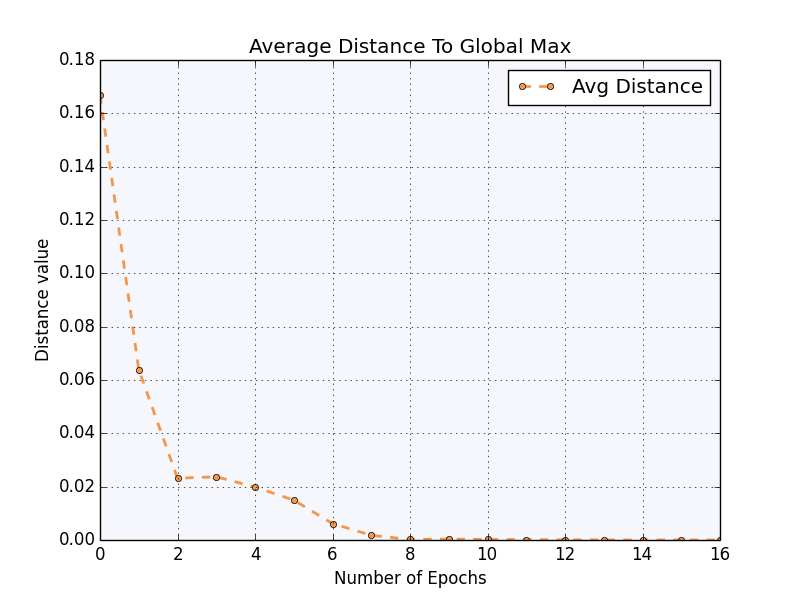 Average Distance To Global Max
Avg Distance
0.18
0.16
0.14
0.12
0.10
0.08
0.06
0.04
0.02
0.00
Distance value
0 2 4 6 8 10 12 14 16
Number of Epochs